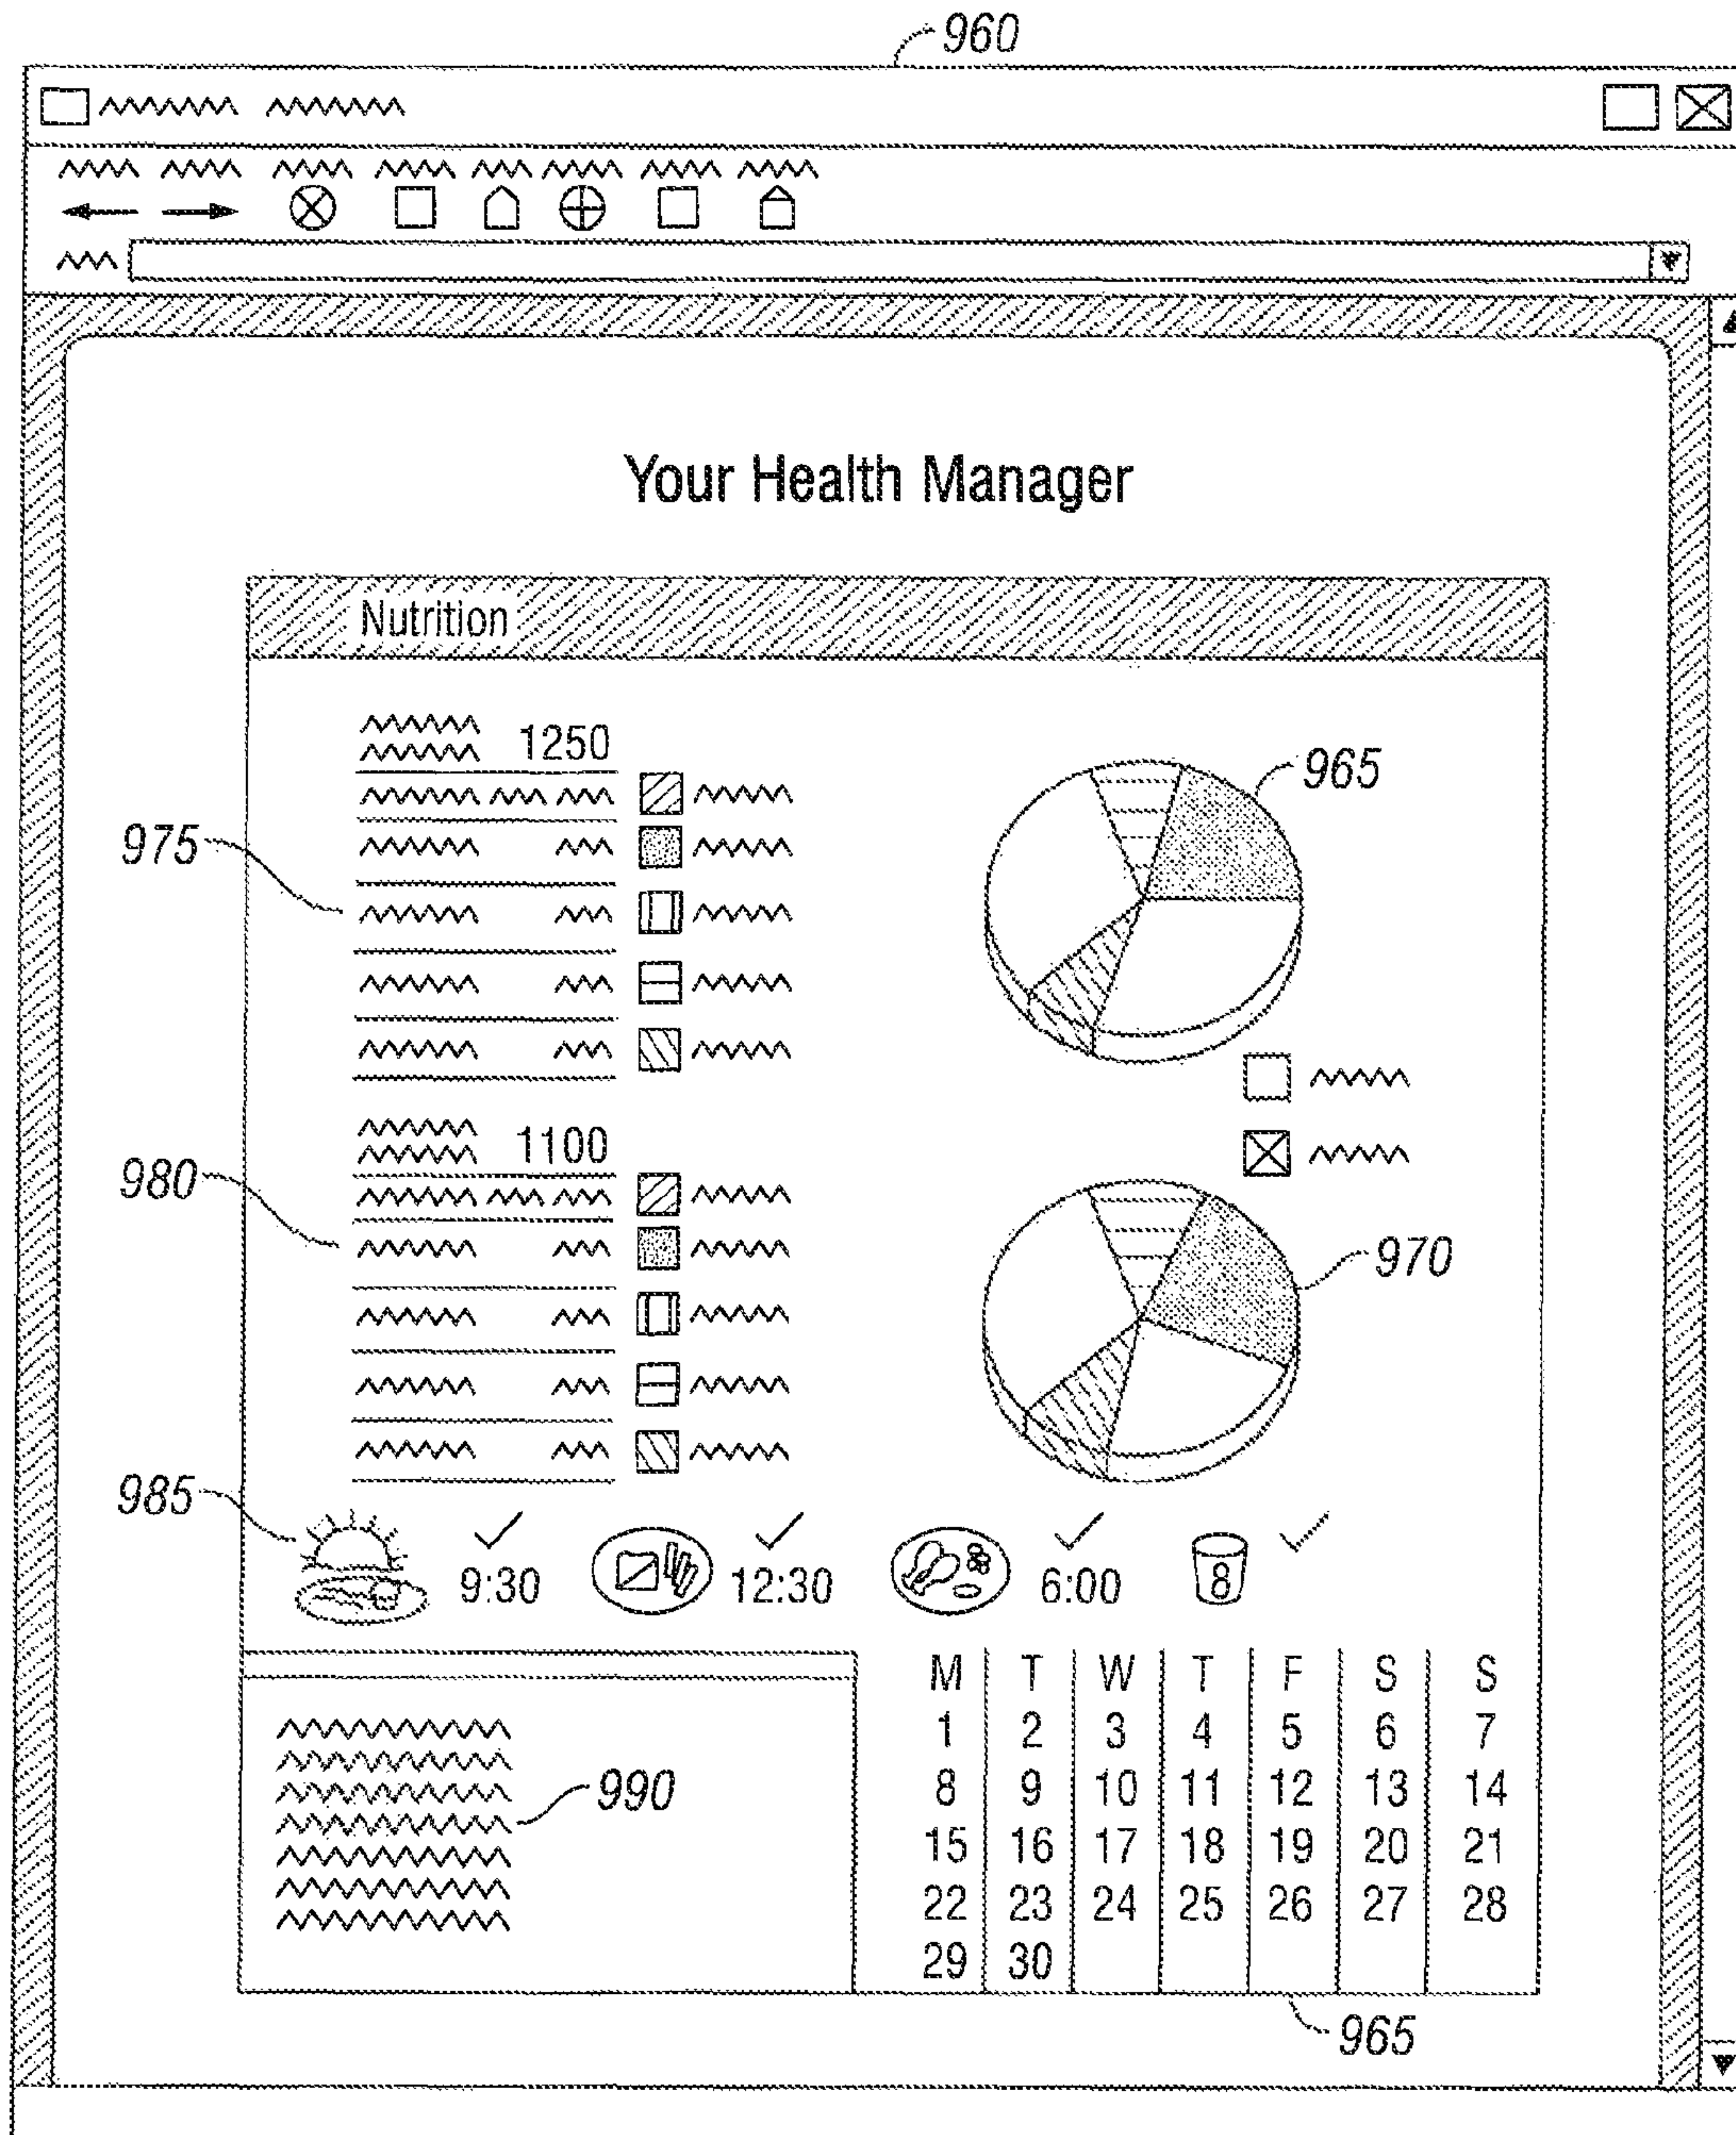 960
Your Health Manager
Nutrition
1250
965
975
1100
980
970
985
9:30 12:30 6:00 8
M T W T F S S
1 2 3 4 5 6 7
990
8 9 10 11 12 13 14
15 16 17 18 19 20 21
22 23 24 25 26 27 28
29 30
965